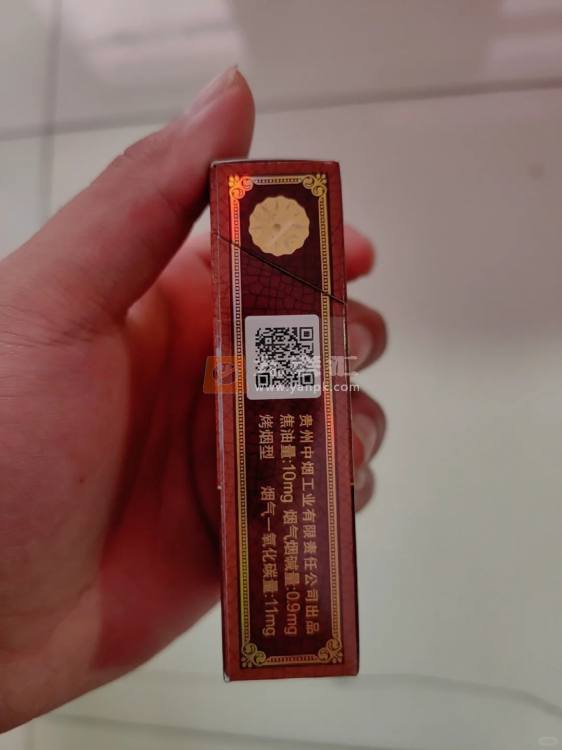 贵州中烟工业有限责任公司出品
焦油量:10mg 烟气烟碱量:0.9mg
烤烟型 烟气一氧化碳量:11mg
www.yanpk.com